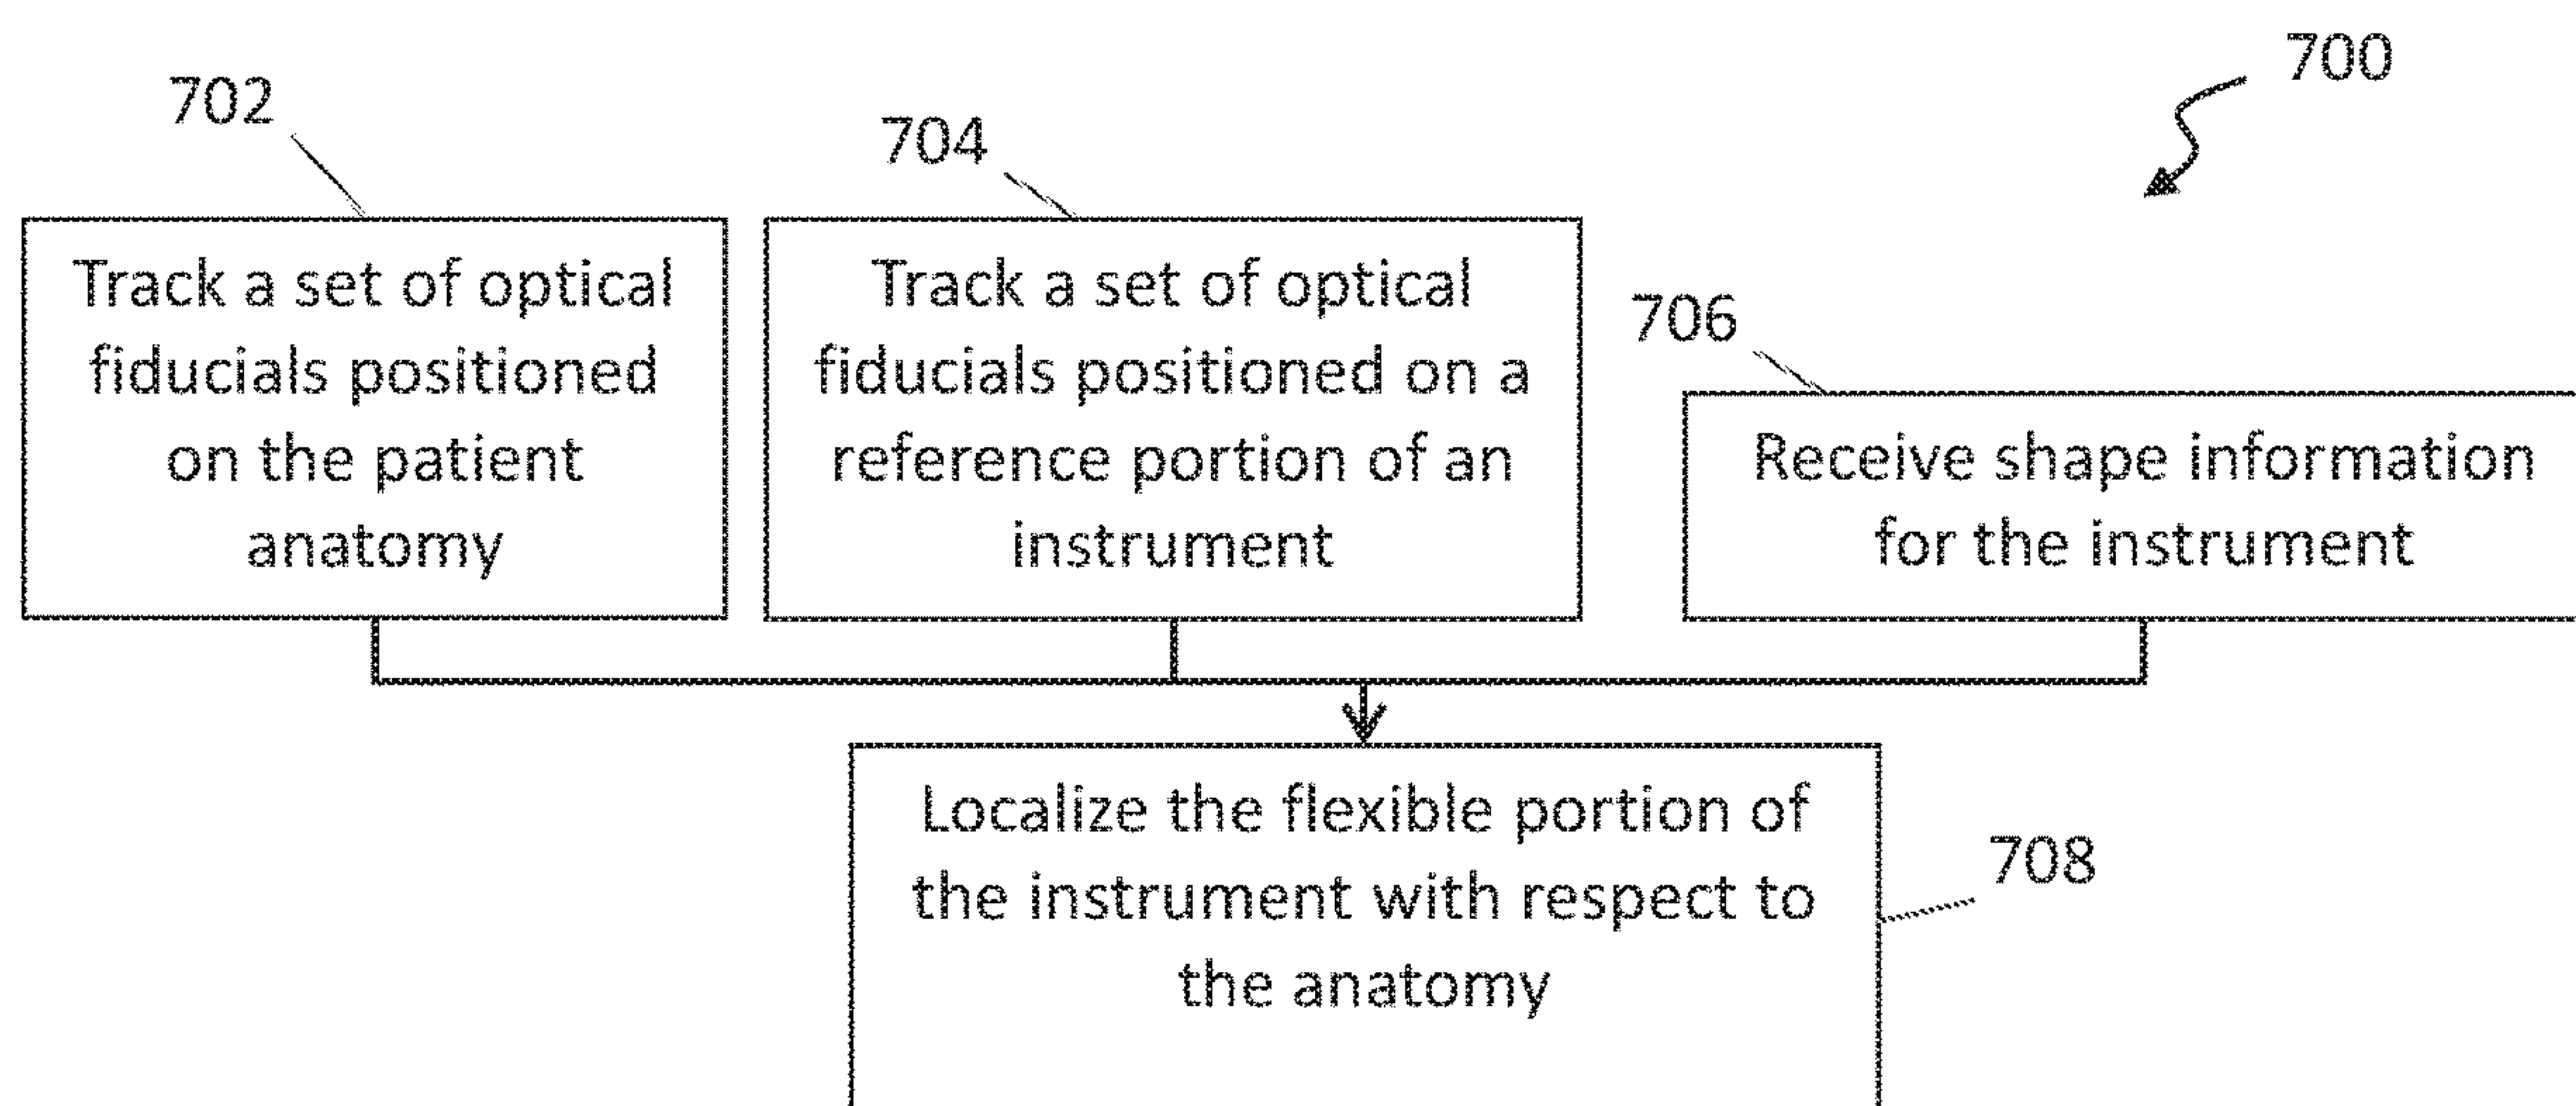 700
702
704
706
Track a set of optical
fiducials positioned
on the patient
anatomy
Track a set of optical
fiducials positioned on a
reference portion of an
instrument
Receive shape information
for the instrument
Localize the flexible portion of
the instrument with respect to
the anatomy
708